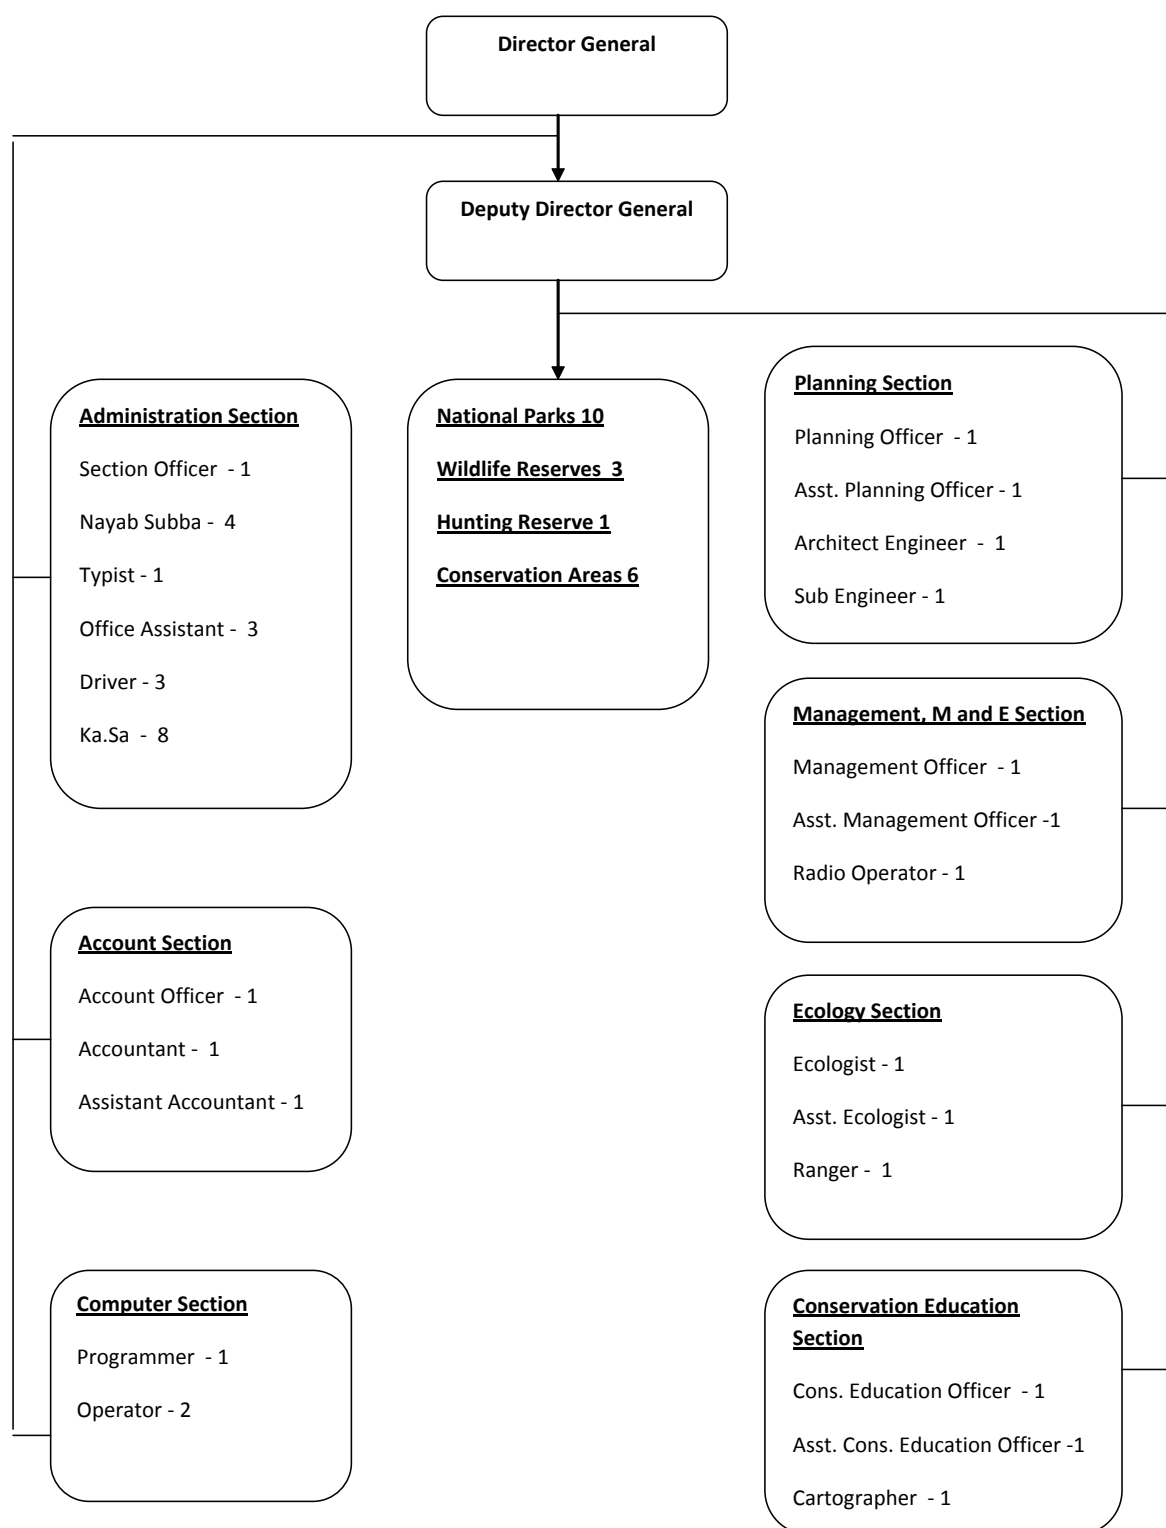 Director General
Deputy Director General
Administration Section
Section Officer - 1
Nayab Subba - 4
Typist - 1
Office Assistant - 3
Driver - 3
Ka.Sa - 8
Account Section
Account Officer - 1
Accountant - 1
Assistant Accountant - 1
Computer Section
Programmer - 1
Operator - 2
National Parks 10
Wildlife Reserves 3
Hunting Reserve 1
Conservation Areas 6
Planning Section
Planning Officer - 1
Asst. Planning Officer - 1
Architect Engineer - 1
Sub Engineer - 1
Management, M and E Section
Management Officer - 1
Asst. Management Officer -1
Radio Operator - 1
Ecology Section
Ecologist - 1
Asst. Ecologist - 1
Ranger - 1
Conservation Education
Section
Cons. Education Officer - 1
Asst. Cons. Education Officer -1
Cartographer - 1